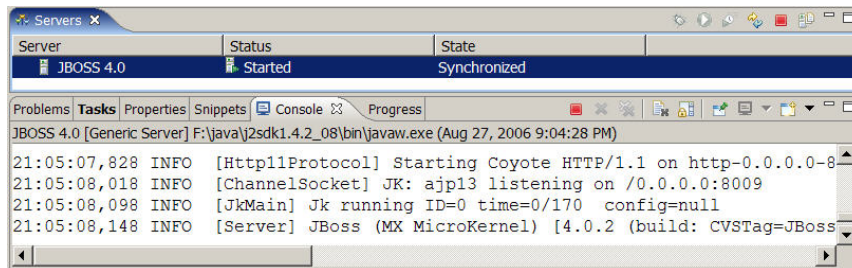 Servers
Server Status State
JBOSS 4.0 Started Synchronized
Problems Tasks Properties Snippets Console Progress
JBOSS 4.0 [Generic Server] F:\java\j2sdk1.4.2_08\bin\javaw.exe (Aug 27, 2006 9:04:28 PM)
21:05:07,828 INFO [Http11Protocol] Starting Coyote HTTP/1.1 on http-0.0.0.0-8
21:05:08,018 INFO [ChannelSocket] JK: ajp13 listening on /0.0.0.0:8009
21:05:08,098 INFO [JkMain] Jk running ID=0 time=0/170 config=null
21:05:08,148 INFO [Server] JBoss (MX MicroKernel) [4.0.2 (build: CVSTag=JBoss